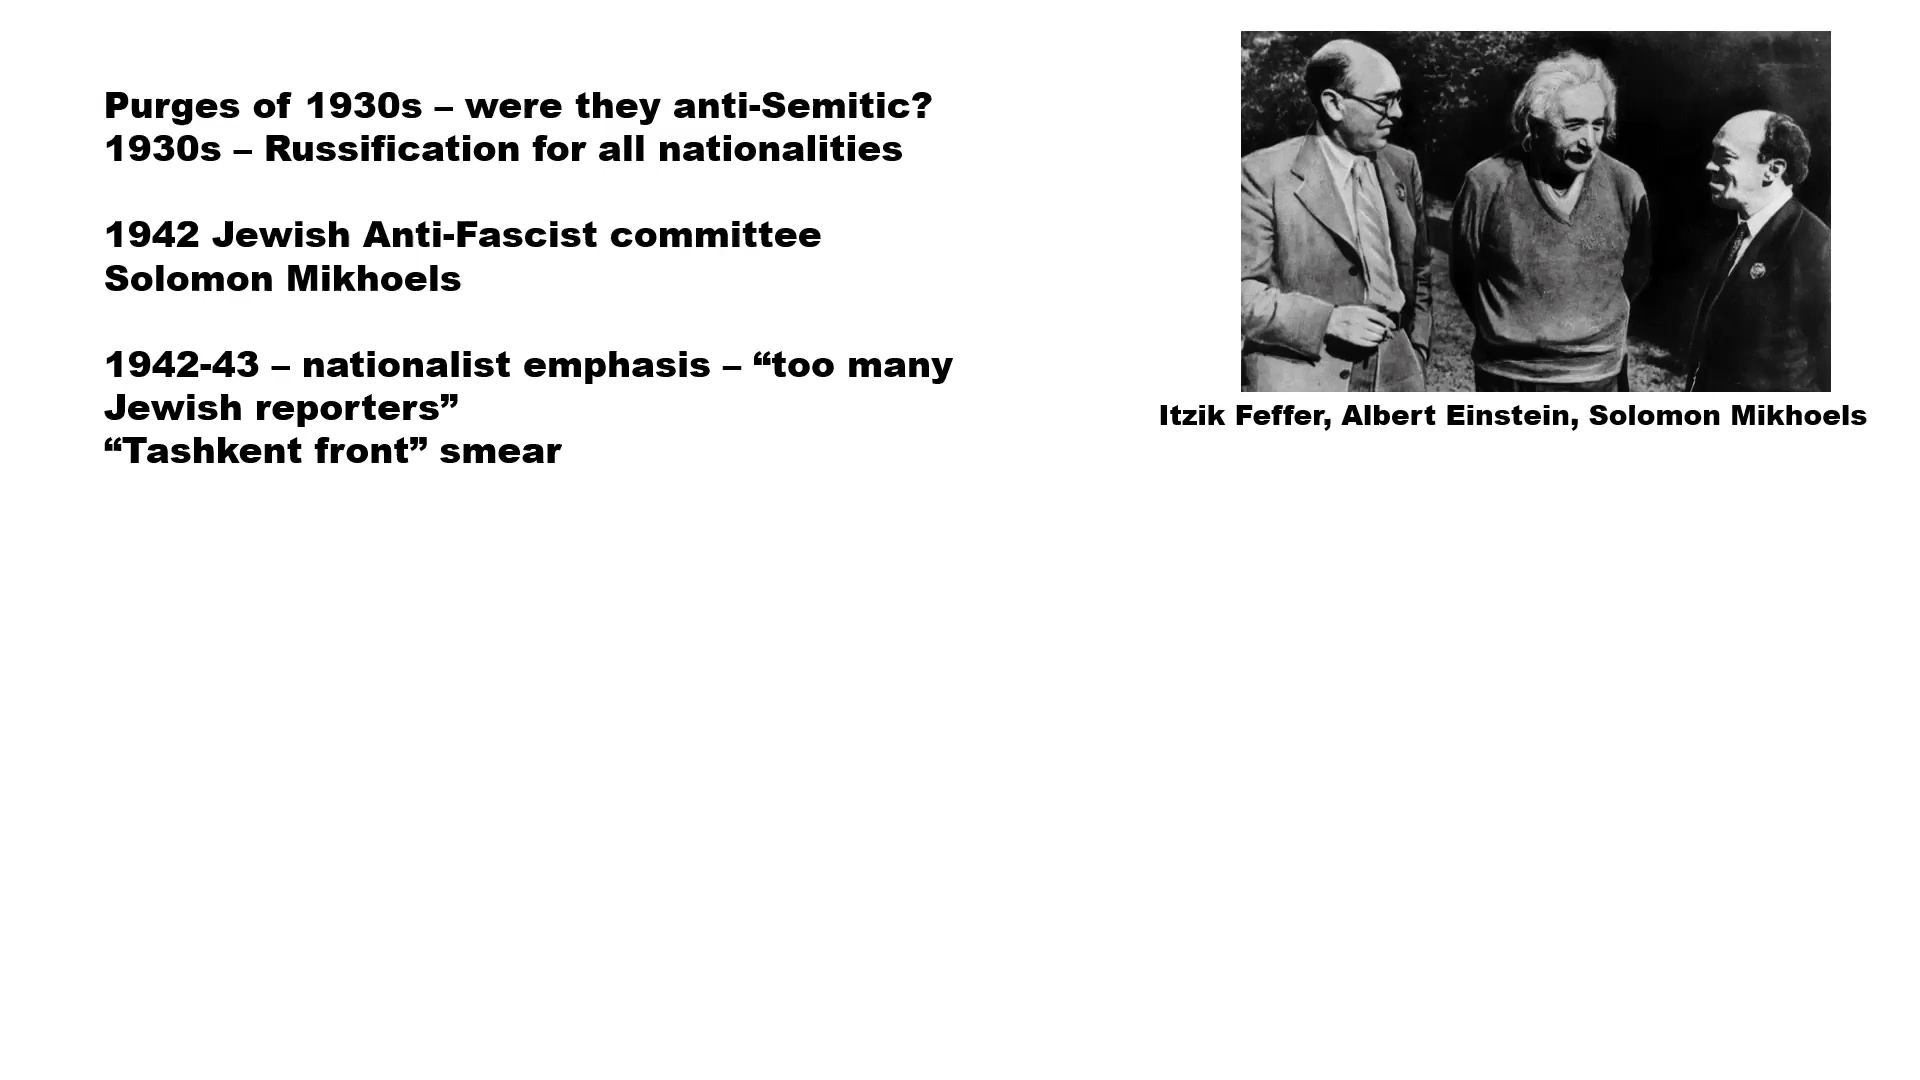 Purges of 1930s – were they anti-Semitic?
1930s – Russification for all nationalities
1942 Jewish Anti-Fascist committee
Solomon Mikhoels
1942-43 – nationalist emphasis – “too many
Jewish reporters”
“Tashkent front” smear
Itzik Feffer, Albert Einstein, Solomon Mikhoels